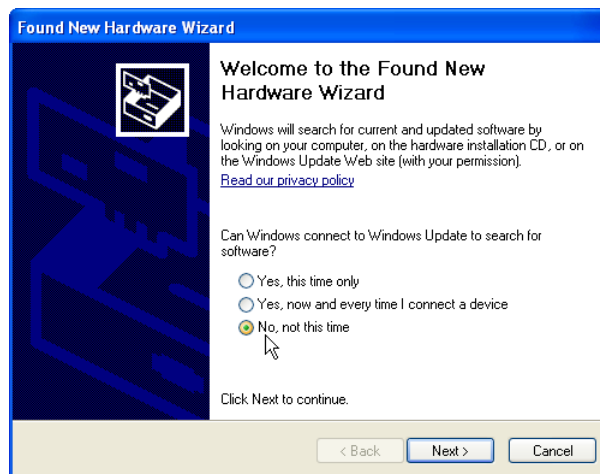 Found New Hardware Wizard
Welcome to the Found New
Hardware Wizard
Windows will search for current and updated software by
looking on your computer, on the hardware installation CD, or on
the Windows Update Web site (with your permission).
Read our privacy policy
Can Windows connect to Windows Update to search for
software?
Yes, this time only
Yes, now and every time I connect a device
No, not this time
Click Next to continue.
< Back
Next >
Cancel